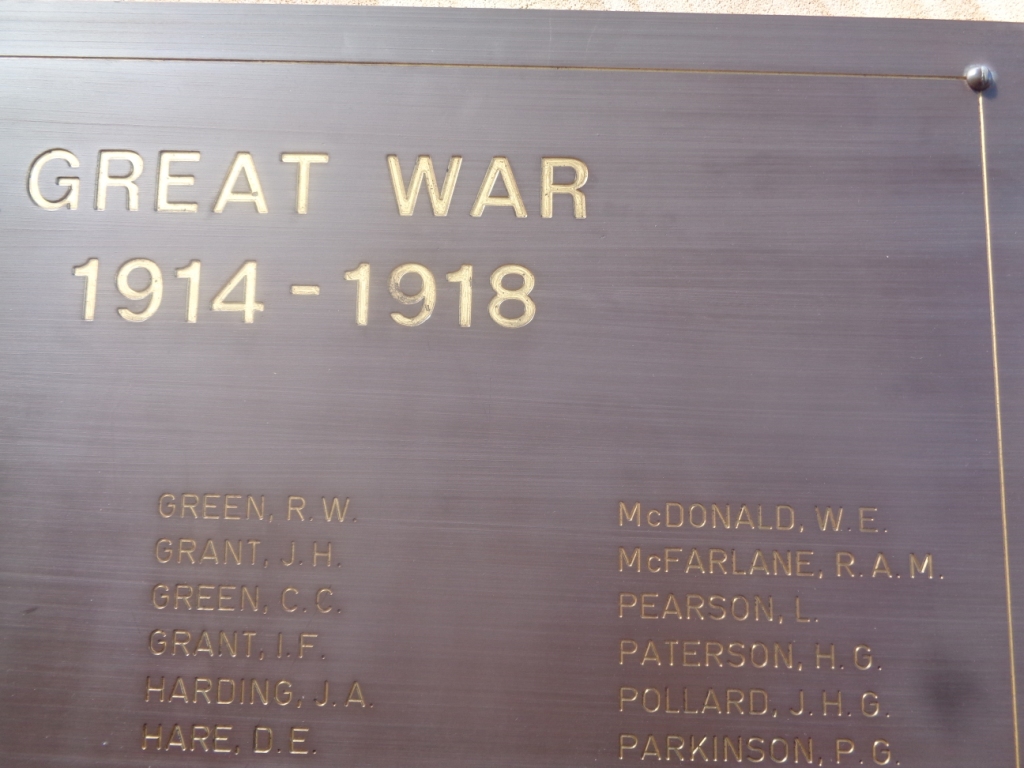 GREAT WAR
1914 - 1918
GREEN, R. W.
GRANT, J. H.
GREEN, C. C.
GRANT, I. F.
HARDING, J. A.
HARE, D. E.
McDONALD, W. E.
McFARLANE, R. A. M.
PEARSON, L.
PATERSON, H. G.
POLLARD, J. H. G.
PARKINSON, P. G.